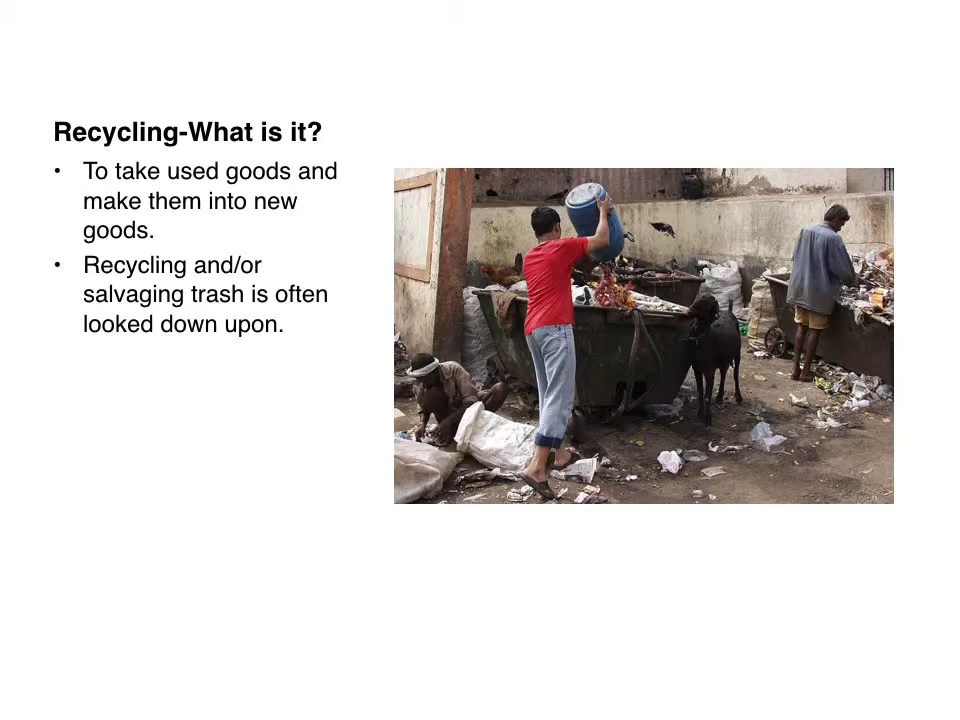 Recycling-What is it?
• To take used goods and
make them into new
goods.
• Recycling and/or
salvaging trash is often
looked down upon.